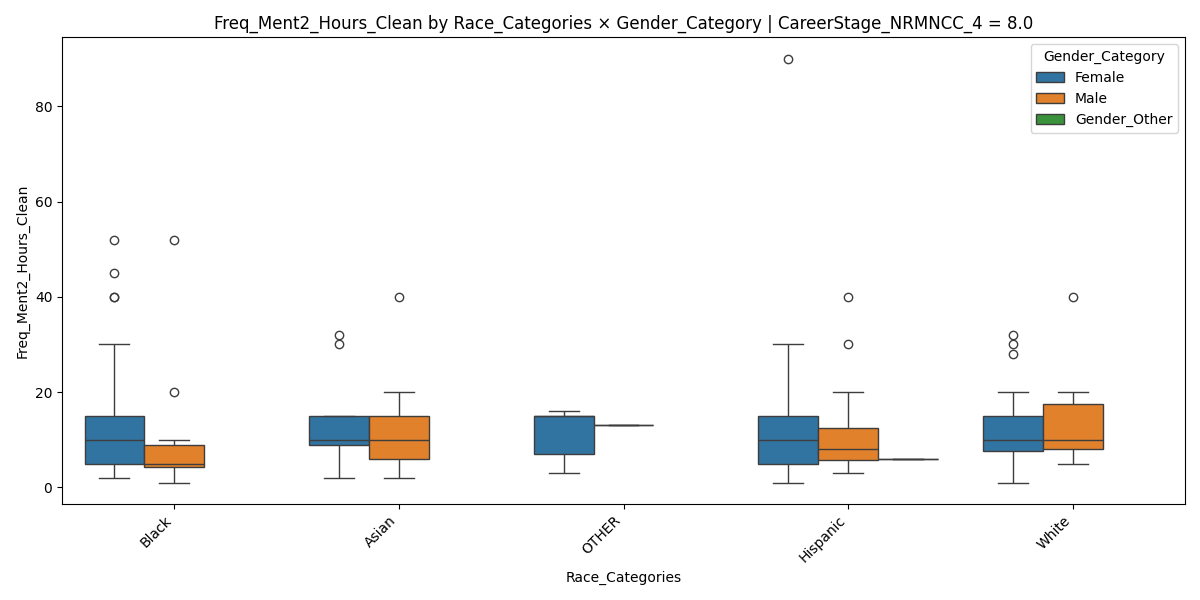 Freq_Ment2_Hours_Clean by Race_Categories × Gender_Category | CareerStage_NRMNCC_4 = 8.0
Gender_Category
Female
Male
Gender_Other
Freq_Ment2_Hours_Clean
80
60
40
20
0
Black
Asian
OTHER
Hispanic
White
Race_Categories